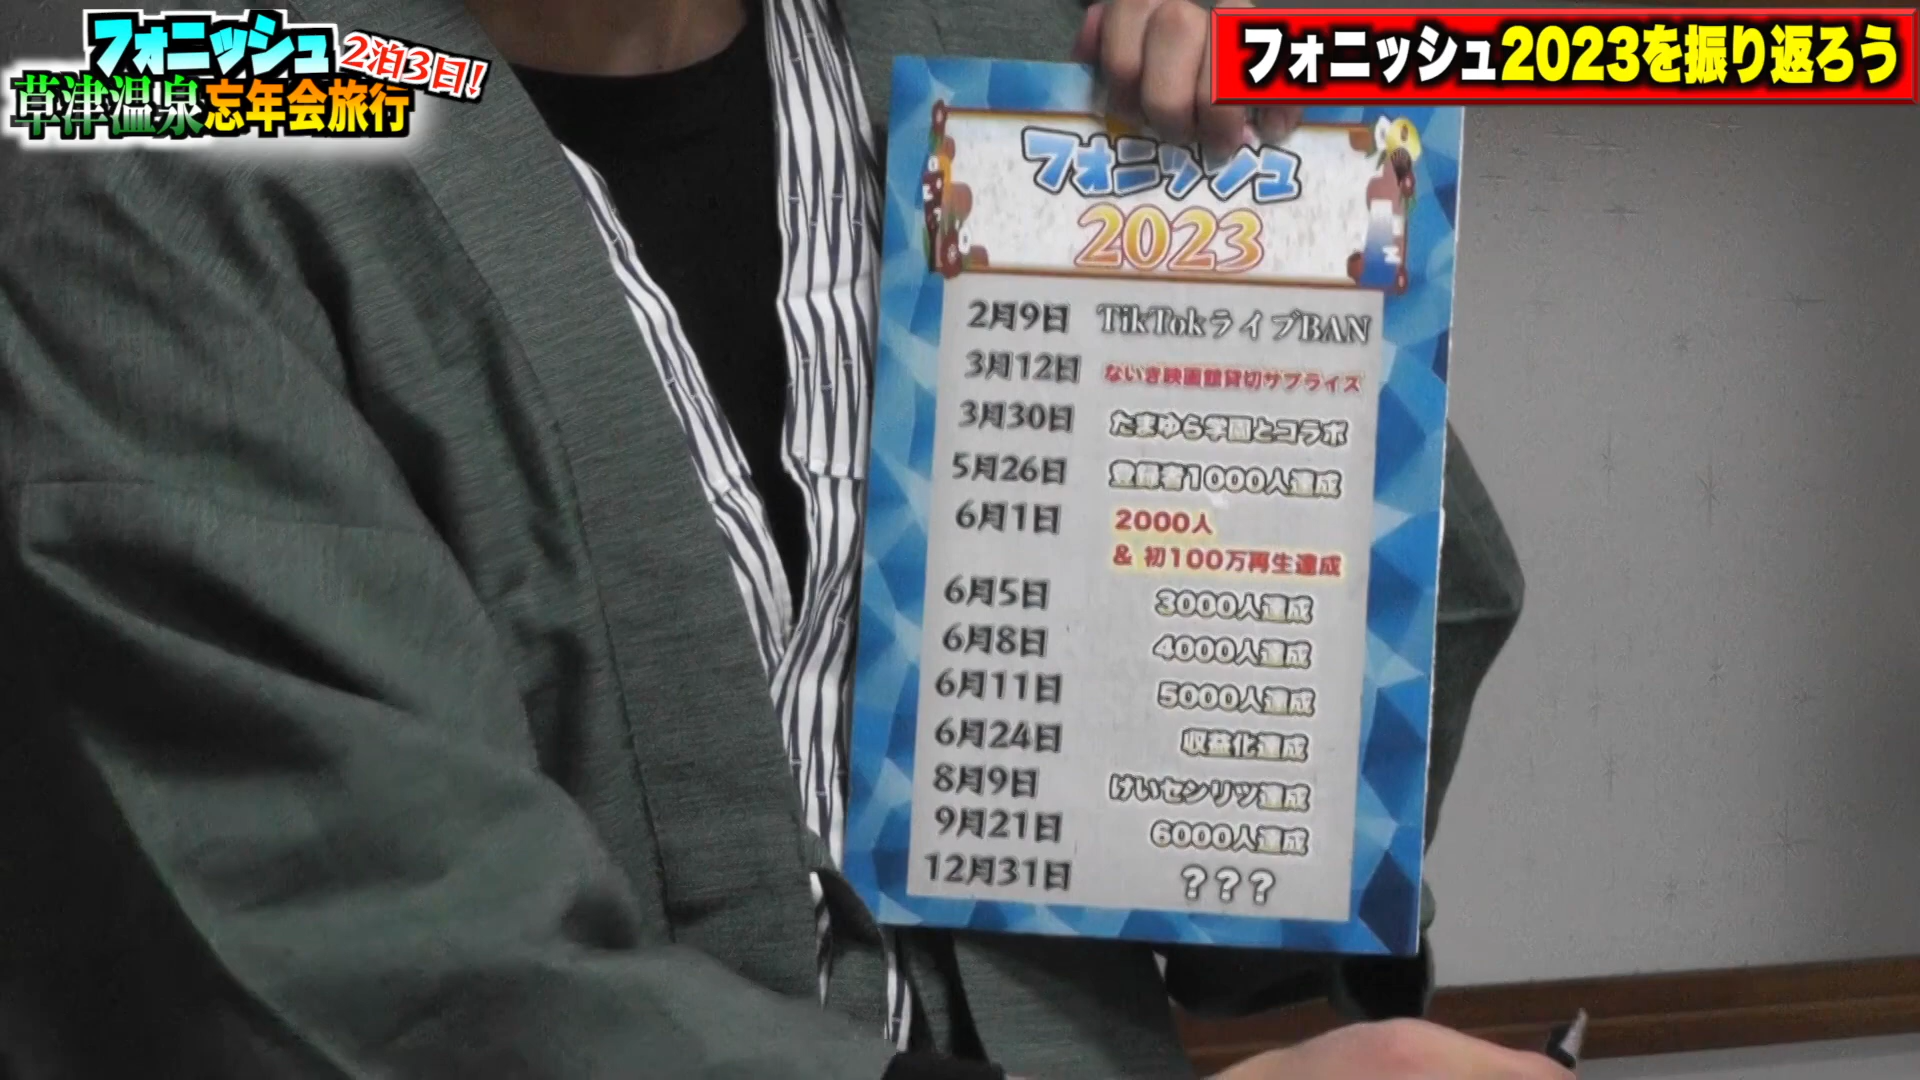 フォニッシュ
2泊3日!
草津温泉忘年会旅行
フォニッシュ2023を振り返ろう
フォニッシュ
2023
2月9日 TikTokライブBAN
3月12日 ないき映画館貸切サプライズ
3月30日 たまゆら学園とコラボ
5月26日 登録者1000人達成
6月1日 2000人
& 初100万再生達成
6月5日 3000人達成
6月8日 4000人達成
6月11日 5000人達成
6月24日 収益化達成
8月9日 けいセンリツ達成
9月21日 6000人達成
12月31日 ???